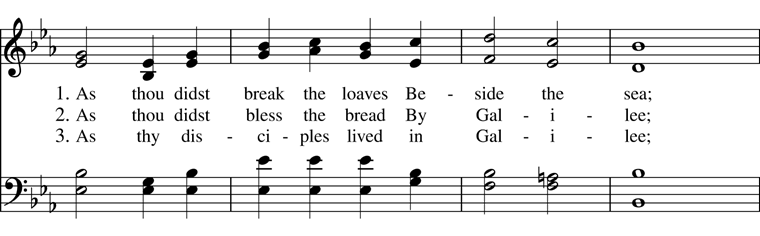 1. As thou didst break the loaves Be - side the sea;
2. As thou didst bless the bread By Gal - i - lee;
3. As thy dis - ci - ples lived in Gal - i - lee;